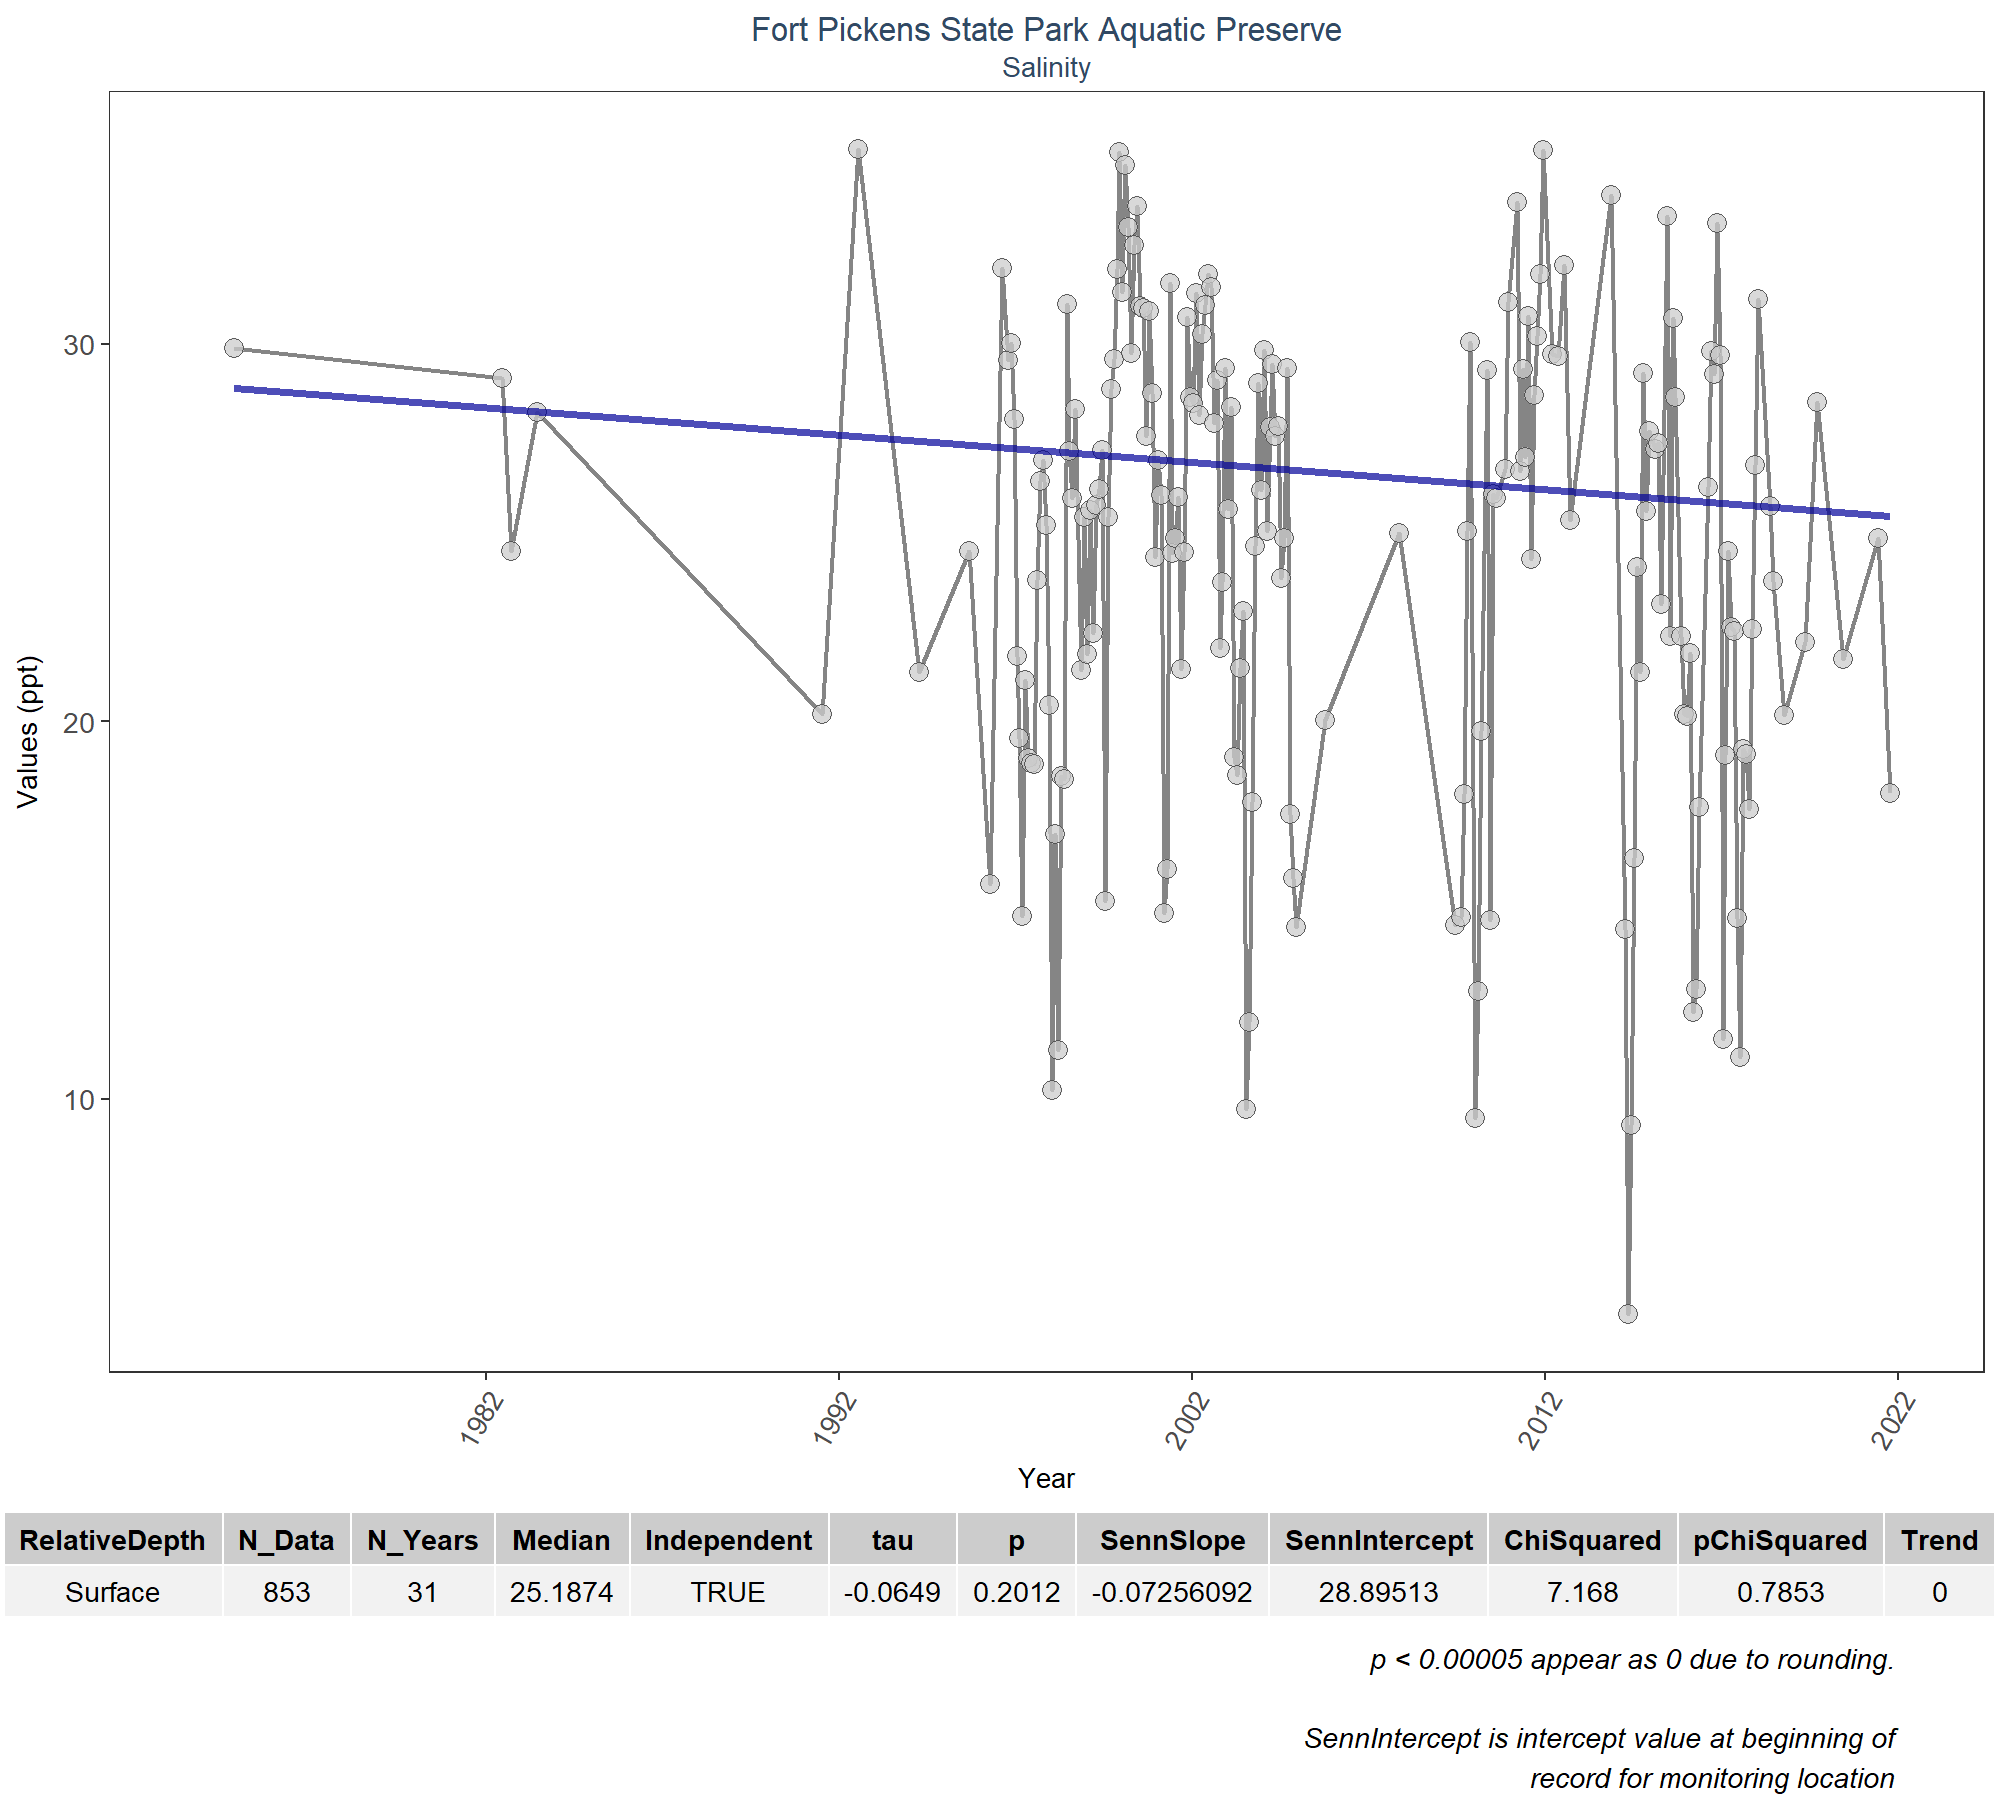 Fort Pickens State Park Aquatic Preserve
Salinity
Values (ppt)
30
20
10
1982 1992 2002 2012 2022
Year
RelativeDepth N_Data N_Years Median Independent tau p SennSlope SennIntercept ChiSquared pChiSquared Trend
Surface 853 31 25.1874 TRUE -0.0649 0.2012 -0.07256092 28.89513 7.168 0.7853 0
p < 0.00005 appear as 0 due to rounding.
SennIntercept is intercept value at beginning of
record for monitoring location